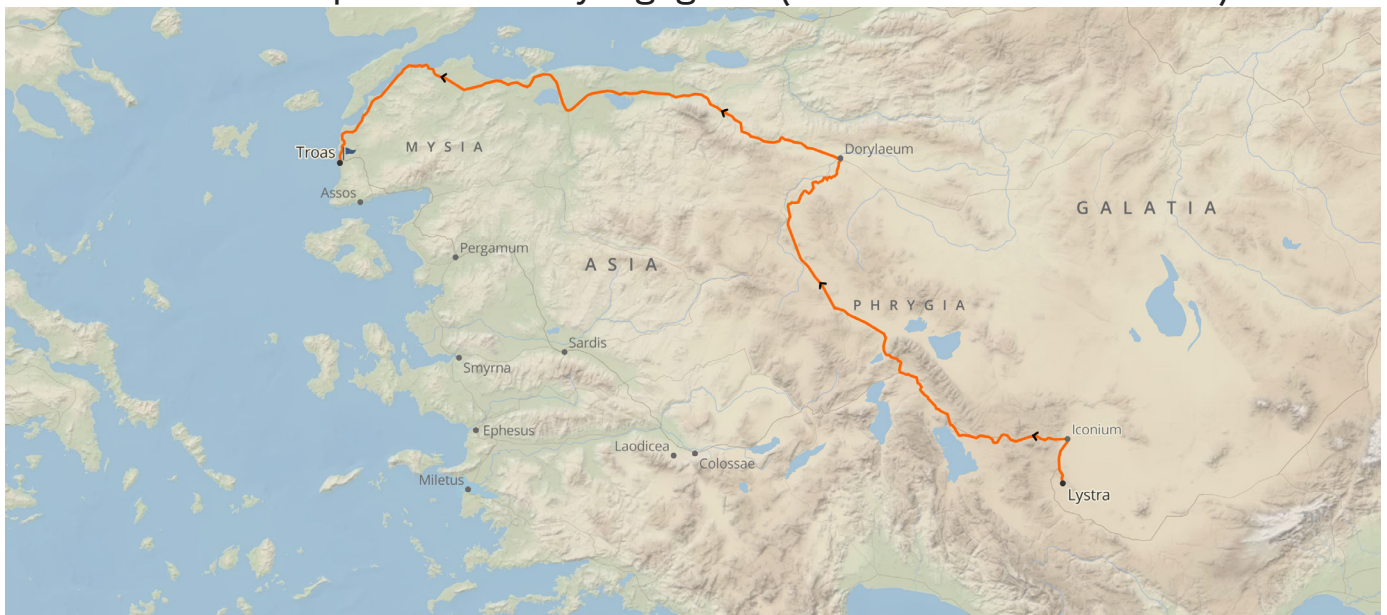 Troas
MYSIA
Dorylaeum
Assos
GALATIA
Pergamum
ASIA
PHRYGIA
Sardis
Smyrna
Ephesus
Iconium
Laodicea
Colossae
Miletus
Lystra